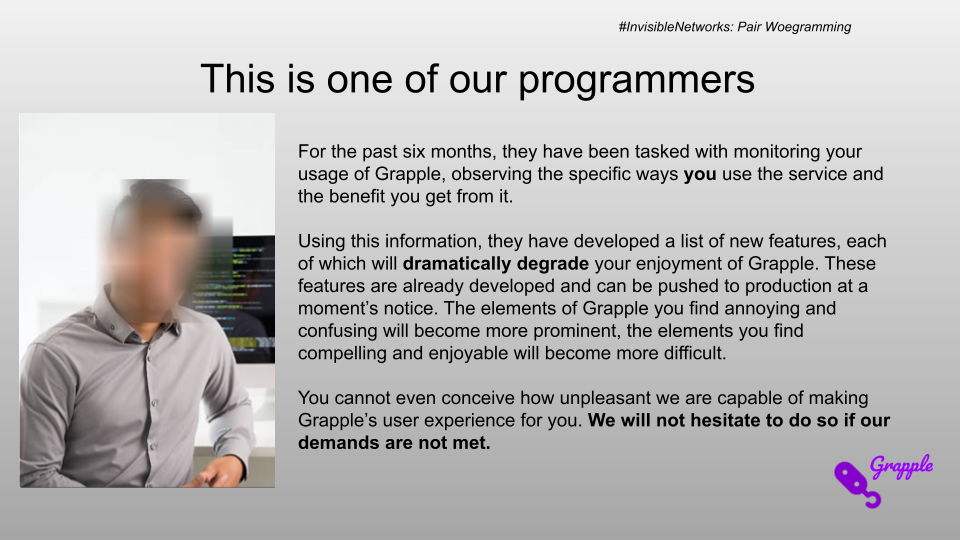 #InvisibleNetworks: Pair Woegramming
This is one of our programmers
For the past six months, they have been tasked with monitoring your
usage of Grapple, observing the specific ways you use the service and
the benefit you get from it.
Using this information, they have developed a list of new features, each
of which will dramatically degrade your enjoyment of Grapple. These
features are already developed and can be pushed to production at a
moment’s notice. The elements of Grapple you find annoying and
confusing will become more prominent, the elements you find
compelling and enjoyable will become more difficult.
You cannot even conceive how unpleasant we are capable of making
Grapple’s user experience for you. We will not hesitate to do so if our
demands are not met.
Grapple